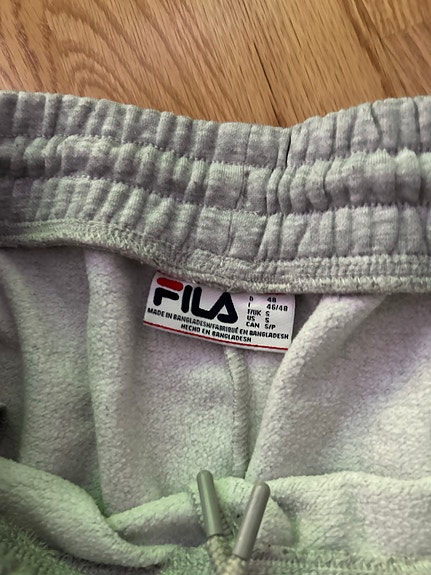 FILA
D 48
I 46/48
F/UK S
US S
CAN S/P
MADE IN BANGLADESH/FABRIQUÉ EN BANGLADESH
HECHO EN BANGLADESH